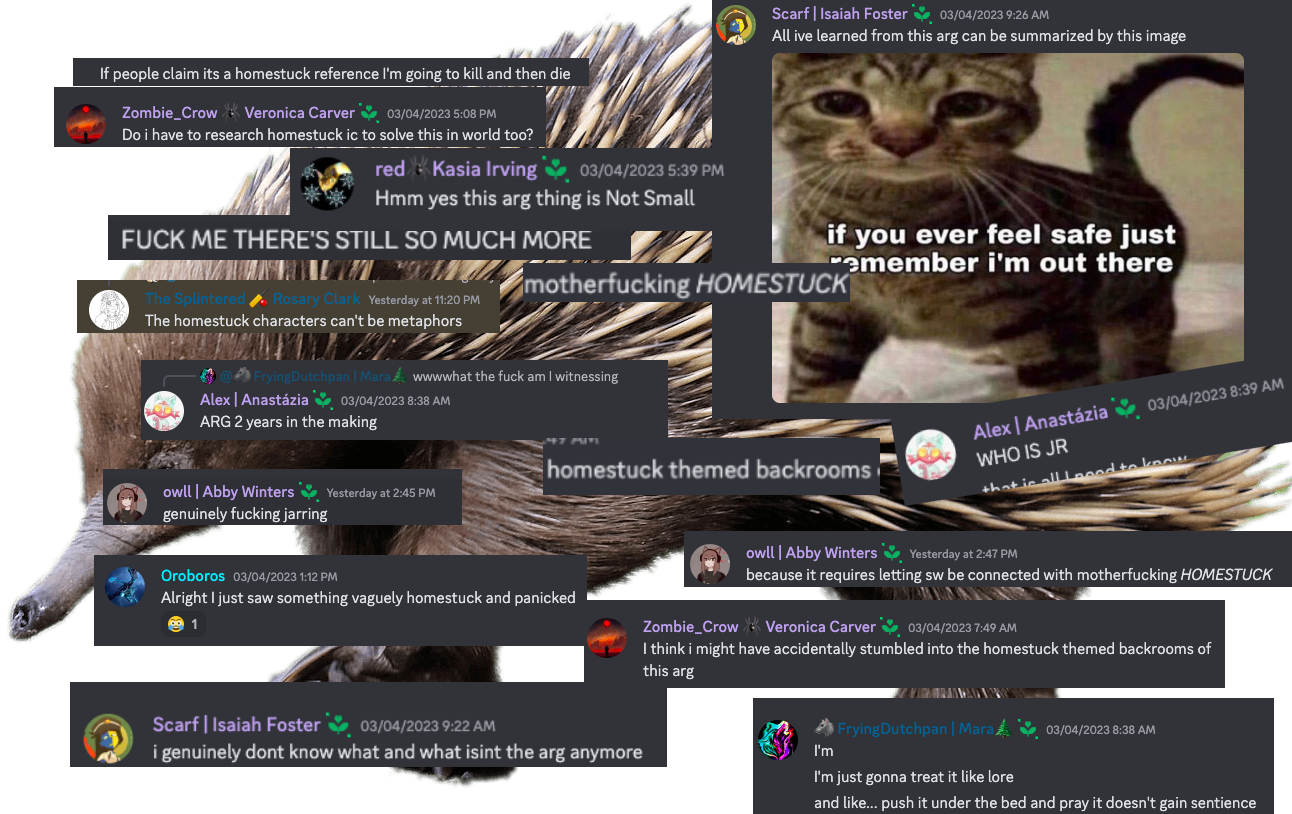 Scarf | Isaiah Foster 03/04/2023 9:26 AM
All ive learned from this arg can be summarized by this image
if you ever feel safe just
remember i'm out there
If people claim its a homestuck reference I'm going to kill and then die
Zombie_Crow Veronica Carver 03/04/2023 5:08 PM
Do i have to research homestuck ic to solve this in world too?
red Kasia Irving 03/04/2023 5:39 PM
Hmm yes this arg thing is Not Small
FUCK ME THERE'S STILL SO MUCH MORE
motherfucking HOMESTUCK
The Splintered Rosary Clark Yesterday at 11:20 PM
The homestuck characters can't be metaphors
@ FryingDutchpan | Mara wwwwhat the fuck am I witnessing
Alex | Anastázia 03/04/2023 8:38 AM
ARG 2 years in the making
Alex | Anastázia 03/04/2023 8:39 AM
WHO IS JR
that is all I need to know
:49 AM
homestuck themed backrooms
owll | Abby Winters Yesterday at 2:45 PM
genuinely fucking jarring
owll | Abby Winters Yesterday at 2:47 PM
because it requires letting sw be connected with motherfucking HOMESTUCK
Oroboros 03/04/2023 1:12 PM
Alright I just saw something vaguely homestuck and panicked
1
Zombie_Crow Veronica Carver 03/04/2023 7:49 AM
I think i might have accidentally stumbled into the homestuck themed backrooms of
this arg
Scarf | Isaiah Foster 03/04/2023 9:22 AM
i genuinely dont know what and what isint the arg anymore
FryingDutchpan | Mara 03/04/2023 8:38 AM
I'm
I'm just gonna treat it like lore
and like... push it under the bed and pray it doesn't gain sentience